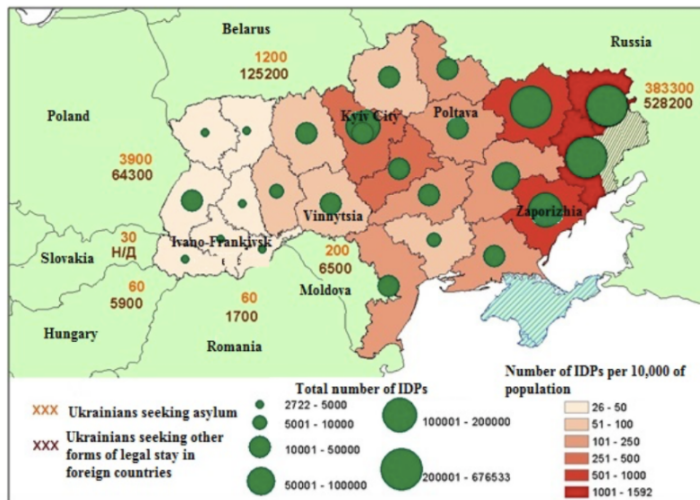 Belarus
Russia
1200
125200
383300
528200
Poland
Kyiv City
Poltava
3900
64300
Vinnytsia
Zaporizhia
Ivano-Frankivsk
30
Н/Д
Slovakia
200
6500
Moldova
60
5900
60
1700
Hungary
Romania
Number of IDPs per 10,000 of
population
Total number of IDPs
XXX Ukrainians seeking asylum
XXX Ukrainians seeking other
forms of legal stay in
foreign countries
2722 - 5000
5001 - 10000
10001 - 50000
50001 - 100000
100001 - 200000
200001 - 676533
26 - 50
51 - 100
101 - 250
251 - 500
501 - 1000
1001 - 1592